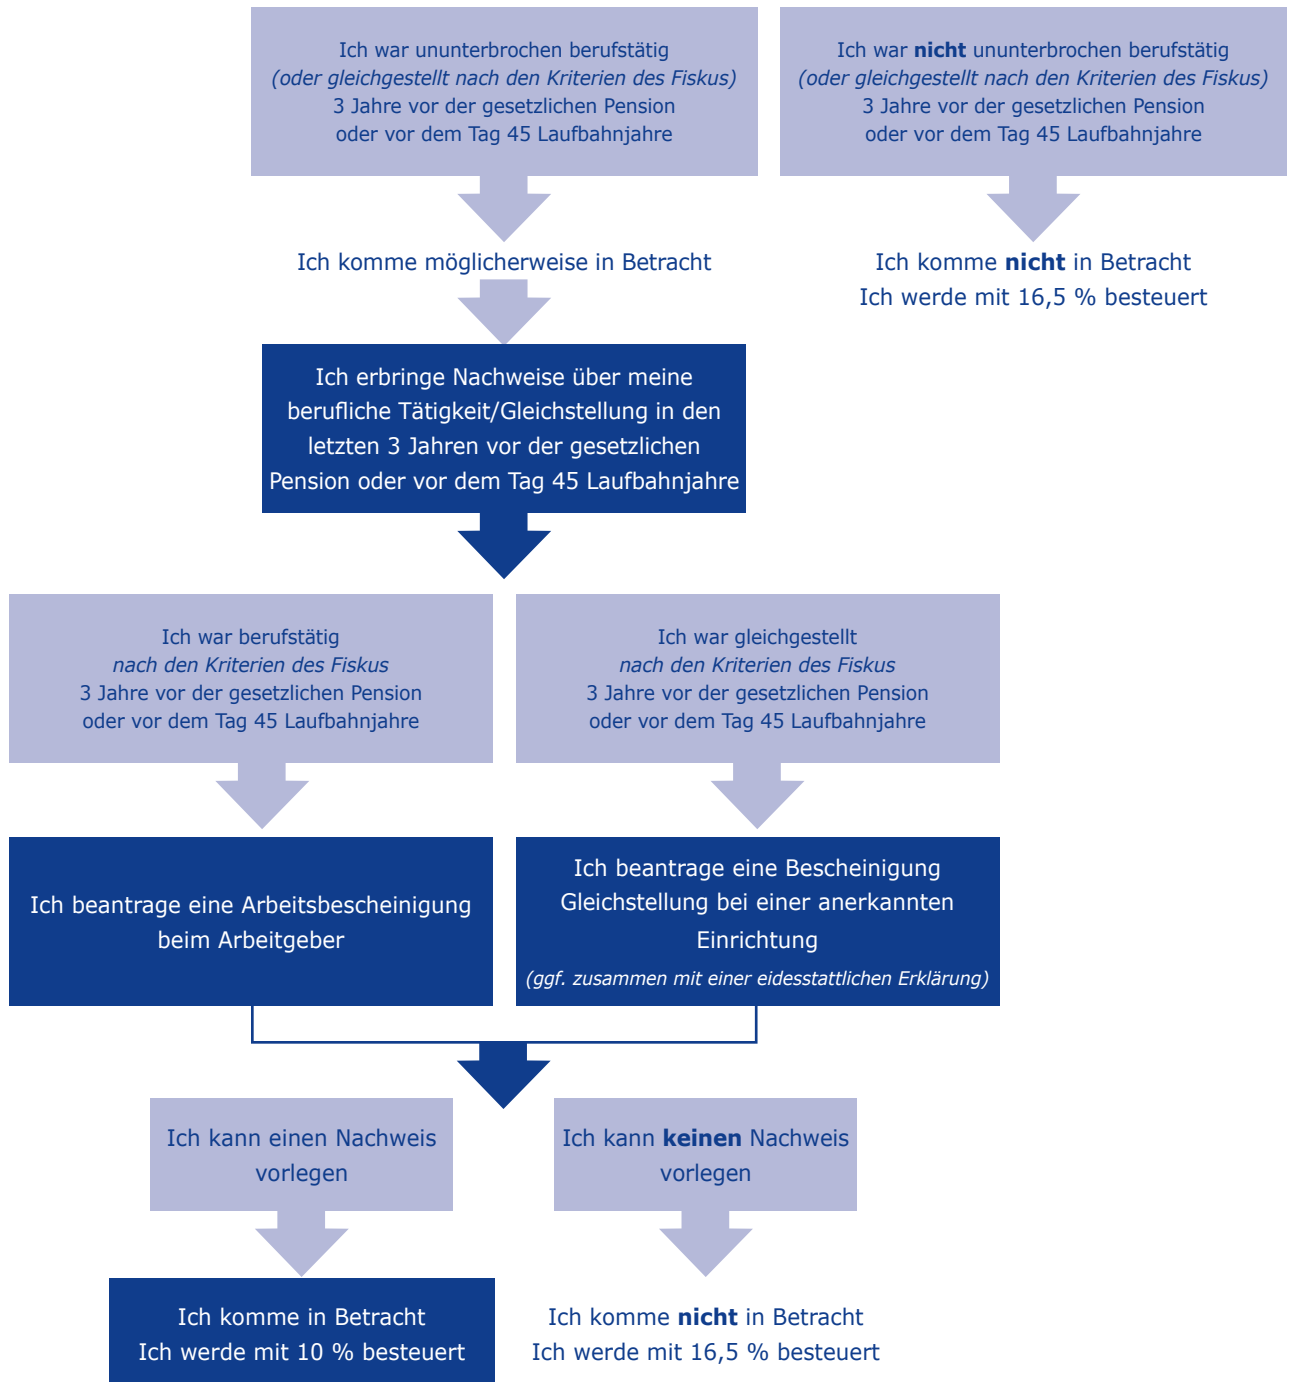 Ich war ununterbrochen berufstätig
(oder gleichgestellt nach den Kriterien des Fiskus)
3 Jahre vor der gesetzlichen Pension
oder vor dem Tag 45 Laufbahnjahre
Ich war nicht ununterbrochen berufstätig
(oder gleichgestellt nach den Kriterien des Fiskus)
3 Jahre vor der gesetzlichen Pension
oder vor dem Tag 45 Laufbahnjahre
Ich komme möglicherweise in Betracht
Ich komme nicht in Betracht
Ich werde mit 16,5 % besteuert
Ich erbringe Nachweise über meine
berufliche Tätigkeit/Gleichstellung in den
letzten 3 Jahren vor der gesetzlichen
Pension oder vor dem Tag 45 Laufbahnjahre
Ich war berufstätig
nach den Kriterien des Fiskus
3 Jahre vor der gesetzlichen Pension
oder vor dem Tag 45 Laufbahnjahre
Ich war gleichgestellt
nach den Kriterien des Fiskus
3 Jahre vor der gesetzlichen Pension
oder vor dem Tag 45 Laufbahnjahre
Ich beantrage eine Arbeitsbescheinigung
beim Arbeitgeber
Ich beantrage eine Bescheinigung
Gleichstellung bei einer anerkannten
Einrichtung
(ggf. zusammen mit einer eidesstattlichen Erklärung)
Ich kann einen Nachweis
vorlegen
Ich kann keinen Nachweis
vorlegen
Ich komme in Betracht
Ich werde mit 10 % besteuert
Ich komme nicht in Betracht
Ich werde mit 16,5 % besteuert